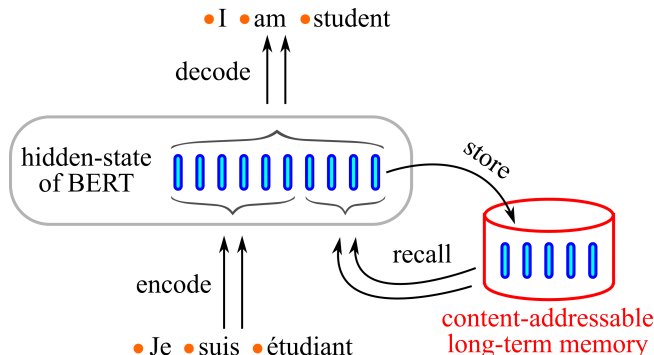 • I • am • student
decode
hidden-state
of BERT
store
recall
encode
content-addressable
long-term memory
• Je • suis • étudiant